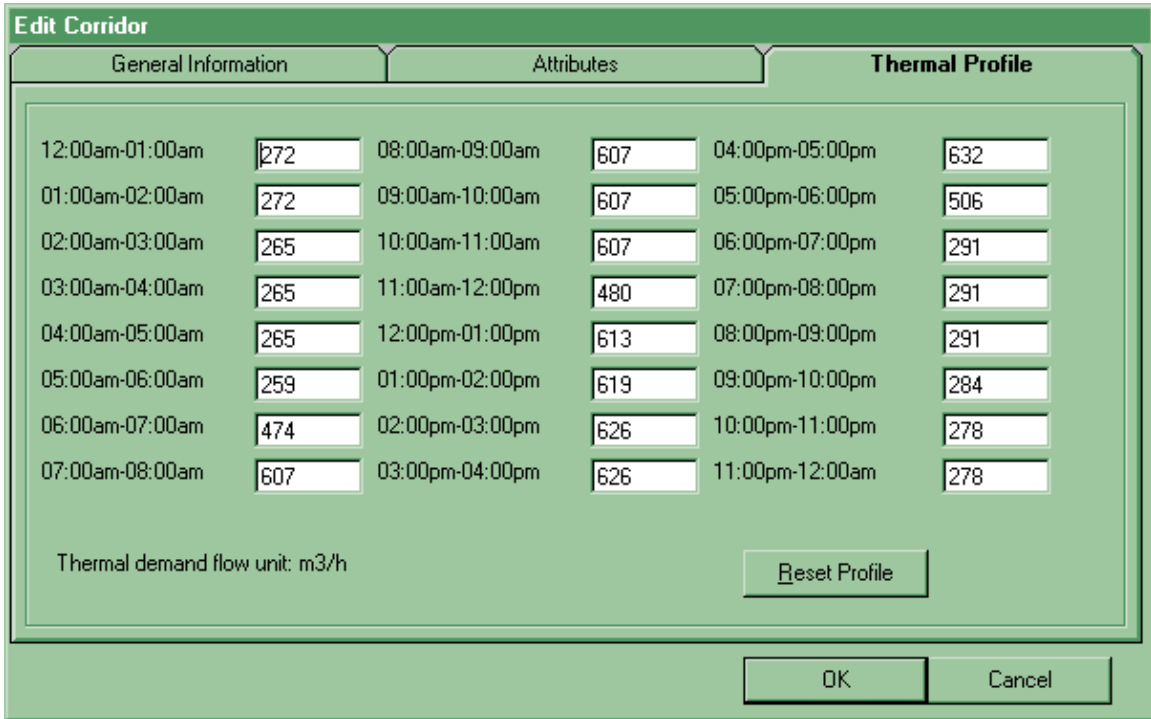 Edit Corridor
General Information Attributes Thermal Profile
12:00am-01:00am 272 08:00am-09:00am 607 04:00pm-05:00pm 632
01:00am-02:00am 272 09:00am-10:00am 607 05:00pm-06:00pm 506
02:00am-03:00am 265 10:00am-11:00am 607 06:00pm-07:00pm 291
03:00am-04:00am 265 11:00am-12:00pm 480 07:00pm-08:00pm 291
04:00am-05:00am 265 12:00pm-01:00pm 613 08:00pm-09:00pm 291
05:00am-06:00am 259 01:00pm-02:00pm 619 09:00pm-10:00pm 284
06:00am-07:00am 474 02:00pm-03:00pm 626 10:00pm-11:00pm 278
07:00am-08:00am 607 03:00pm-04:00pm 626 11:00pm-12:00am 278
Thermal demand flow unit: m3/h Reset Profile
OK Cancel